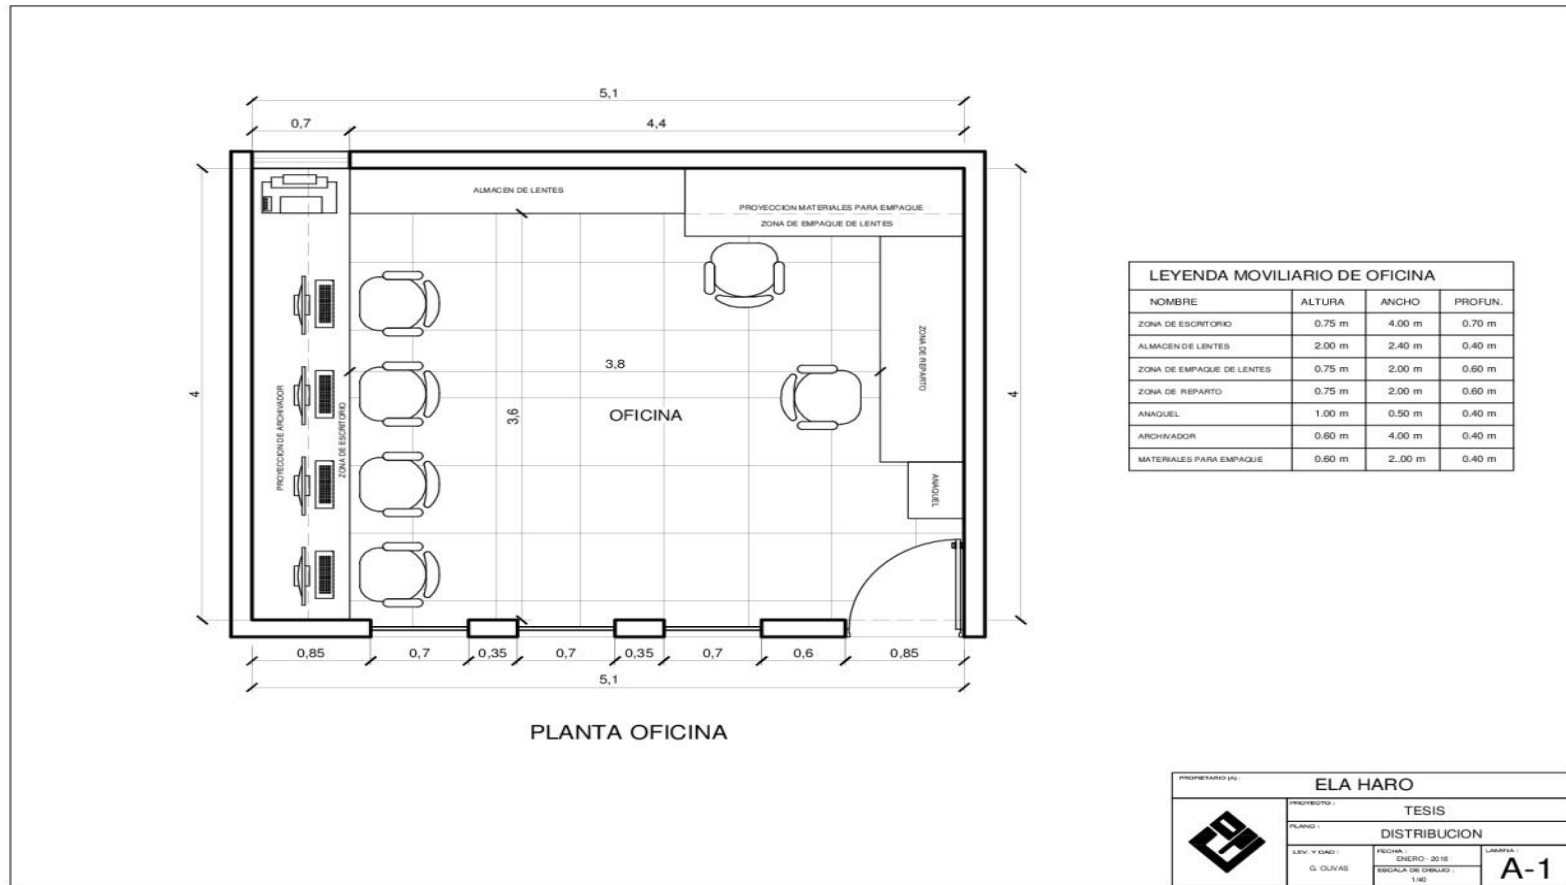 5,1
0,7
4,4
ALMACEN DE LENTES
PROYECCION MATERIALES PARA EMPAQUE
ZONA DE EMPAQUE DE LENTES
4
PROYECCION DE ARCHIVADOR
ZONA DE ESCRITORIO
3,8
3,6
OFICINA
ZONA DE REPARTO
ANAQUEL
4
0,85
0,7
0,35
0,7
0,35
0,7
0,6
0,85
5,1
PLANTA OFICINA
LEYENDA MOVILIARIO DE OFICINA
NOMBRE ALTURA ANCHO PROFUN.
ZONA DE ESCRITORIO 0.75 m 4.00 m 0.70 m
ALMACEN DE LENTES 2.00 m 2.40 m 0.40 m
ZONA DE EMPAQUE DE LENTES 0.75 m 2.00 m 0.60 m
ZONA DE REPARTO 0.75 m 2.00 m 0.60 m
ANAQUEL 1.00 m 0.50 m 0.40 m
ARCHIVADOR 0.60 m 4.00 m 0.40 m
MATERIALES PARA EMPAQUE 0.60 m 2..00 m 0.40 m
PROPIETARIO (A) :
ELA HARO
PROYECTO :
TESIS
PLANO :
DISTRIBUCION
LEV. Y DAD :
G. OLIVAS
FECHA :
ENERO - 2018
ESCALA DE DIBUJO :
1/40
LAMINA :
A-1